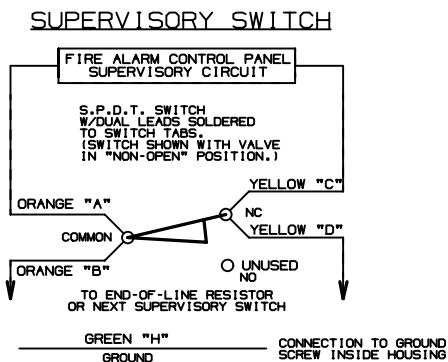 SUPERVISORY SWITCH
FIRE ALARM CONTROL PANEL
SUPERVISORY CIRCUIT
S.P.D.T. SWITCH
W/DUAL LEADS SOLDERED
TO SWITCH TABS.
(SWITCH SHOWN WITH VALVE
IN "NON-OPEN" POSITION.)
YELLOW "C"
ORANGE "A"
NC
COMMON
YELLOW "D"
ORANGE "B"
UNUSED
NO
TO END-OF-LINE RESISTOR
OR NEXT SUPERVISORY SWITCH
GREEN "H"
GROUND
CONNECTION TO GROUND
SCREW INSIDE HOUSING